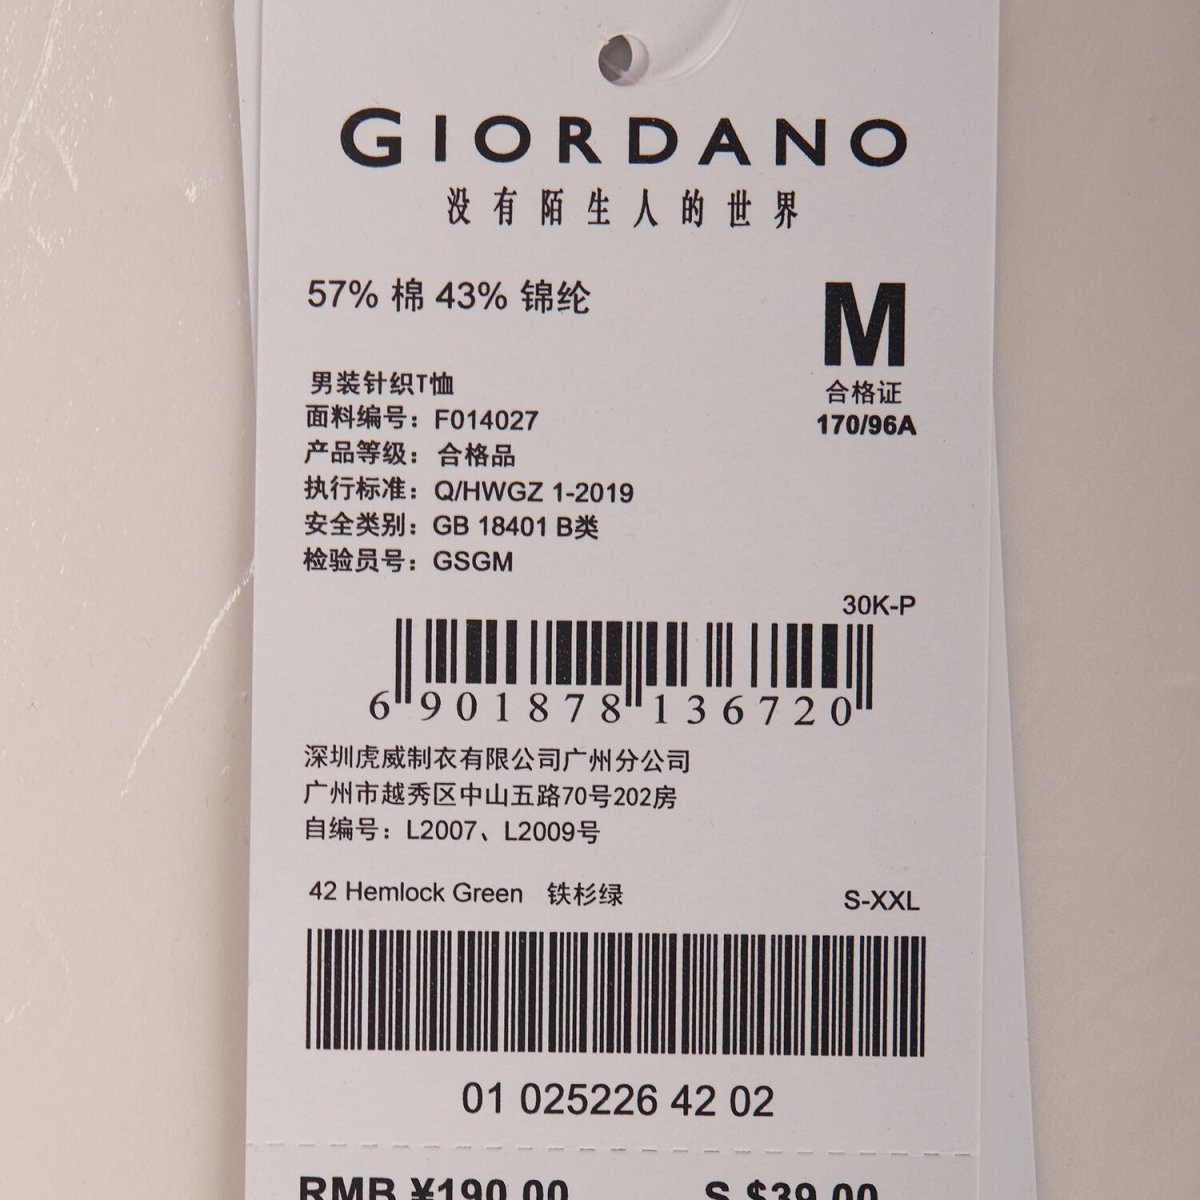 GIORDANO
没有陌生人的世界
57% 棉 43% 锦纶
M
合格证
170/96A
男装针织T恤
面料编号：F014027
产品等级：合格品
执行标准：Q/HWGZ 1-2019
安全类别：GB 18401 B类
检验员号：GSGM
30K-P
6 901878 136720
深圳虎威制衣有限公司广州分公司
广州市越秀区中山五路70号202房
自编号：L2007、L2009号
42 Hemlock Green 铁杉绿
S-XXL
01 025226 42 02
RMB ¥190.00 S $39.00